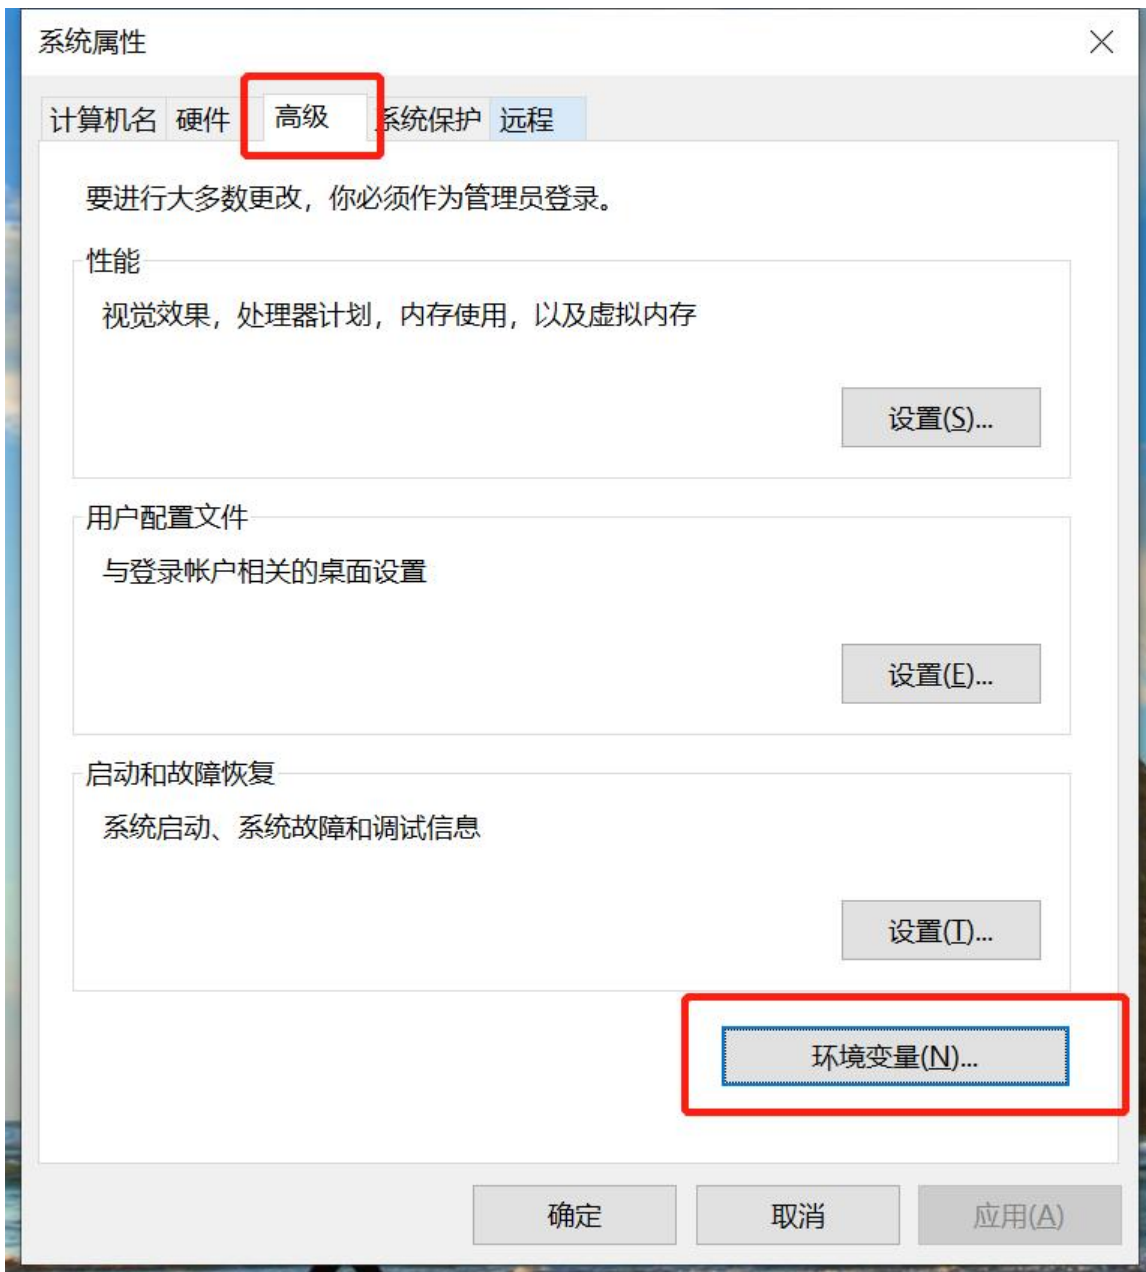 系统属性
计算机名 硬件 高级 系统保护 远程
要进行大多数更改，你必须作为管理员登录。
性能
视觉效果，处理器计划，内存使用，以及虚拟内存
设置(S)...
用户配置文件
与登录帐户相关的桌面设置
设置(E)...
启动和故障恢复
系统启动、系统故障和调试信息
设置(T)...
环境变量(N)...
确定 取消 应用(A)